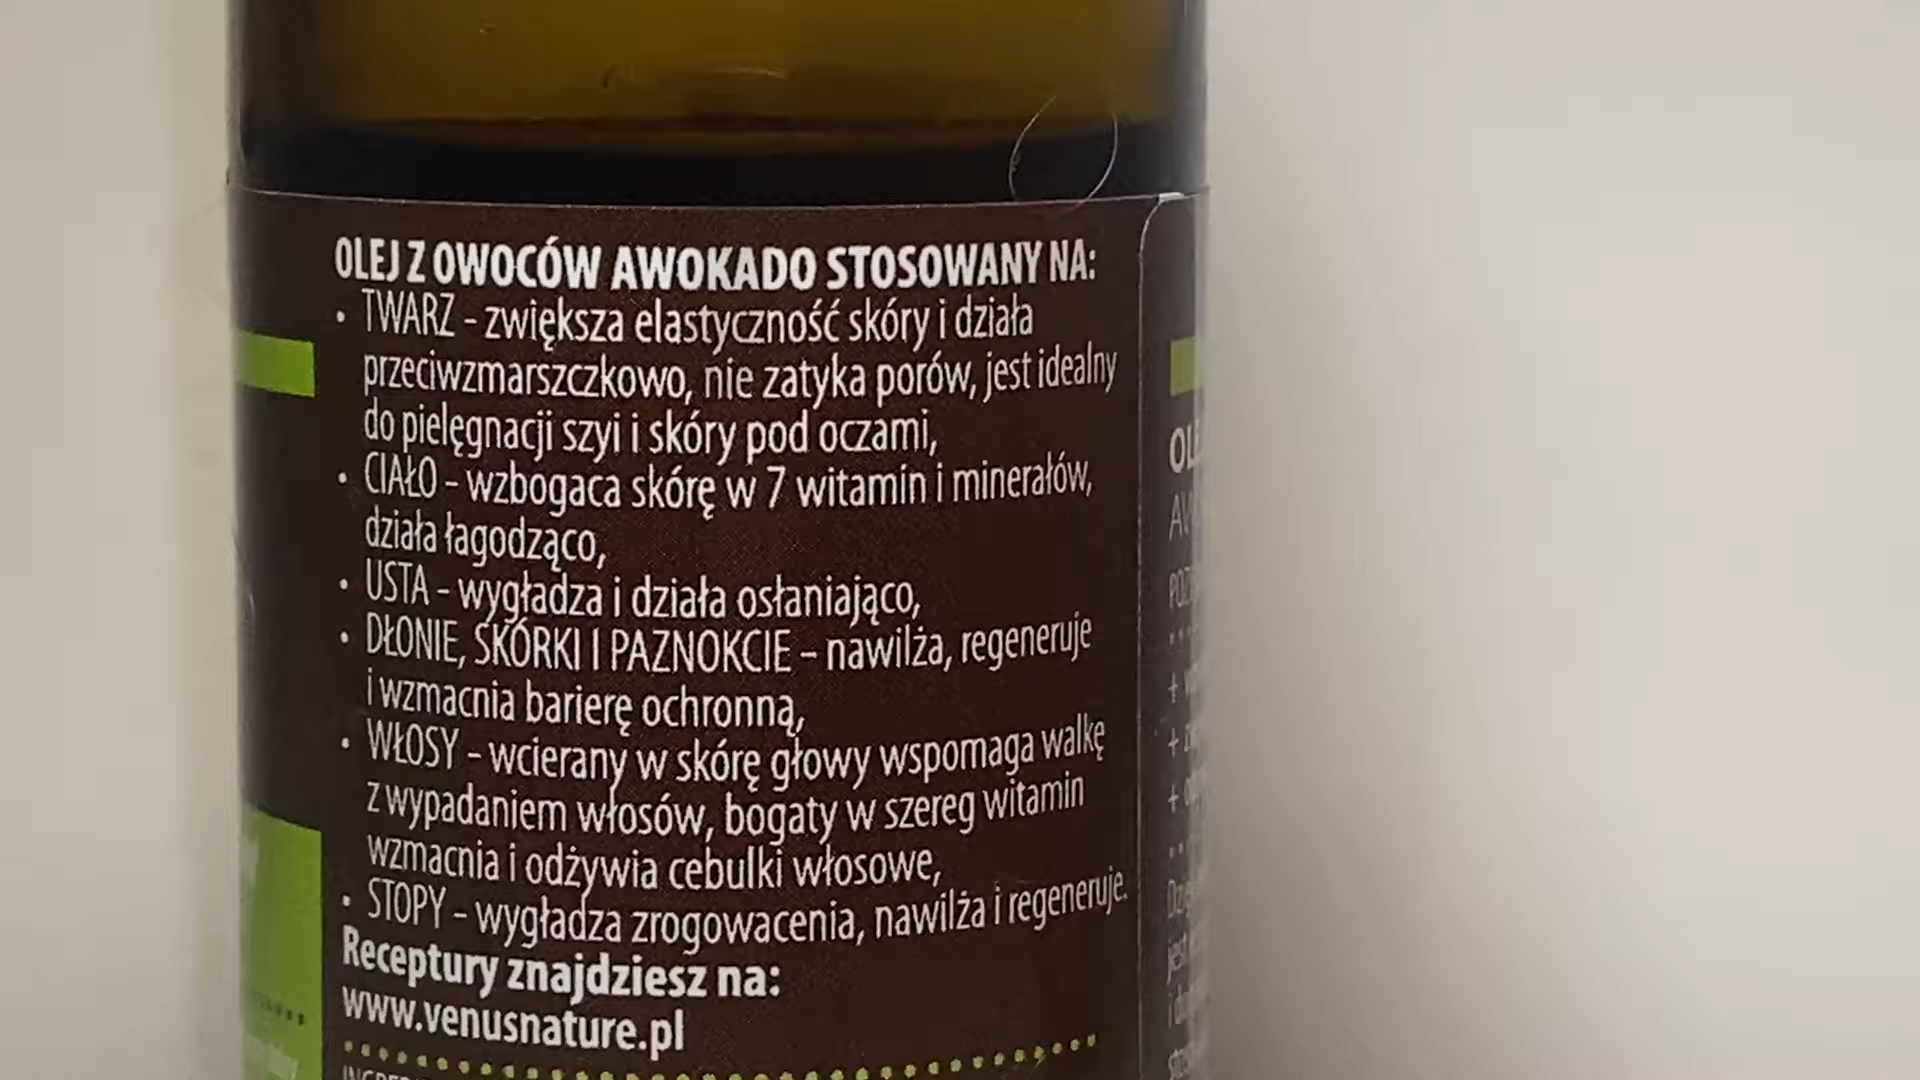 OLEJ Z OWOCÓW AWOKADO STOSOWANY NA:
• TWARZ - zwiększa elastyczność skóry i działa
przeciwzmarszczkowo, nie zatyka porów, jest idealny
do pielęgnacji szyi i skóry pod oczami,
• CIAŁO - wzbogaca skórę w 7 witamin i minerałów,
działa łagodząco,
• USTA - wygładza i działa osłaniająco,
• DŁONIE, SKÓRKI I PAZNOKCIE – nawilża, regeneruje
i wzmacnia barierę ochronną,
• WŁOSY - wcierany w skórę głowy wspomaga walkę
z wypadaniem włosów, bogaty w szereg witamin
wzmacnia i odżywia cebulki włosowe,
• STOPY - wygładza zrogowacenia, nawilża i regeneruje.
Receptury znajdziesz na:
www.venusnature.pl